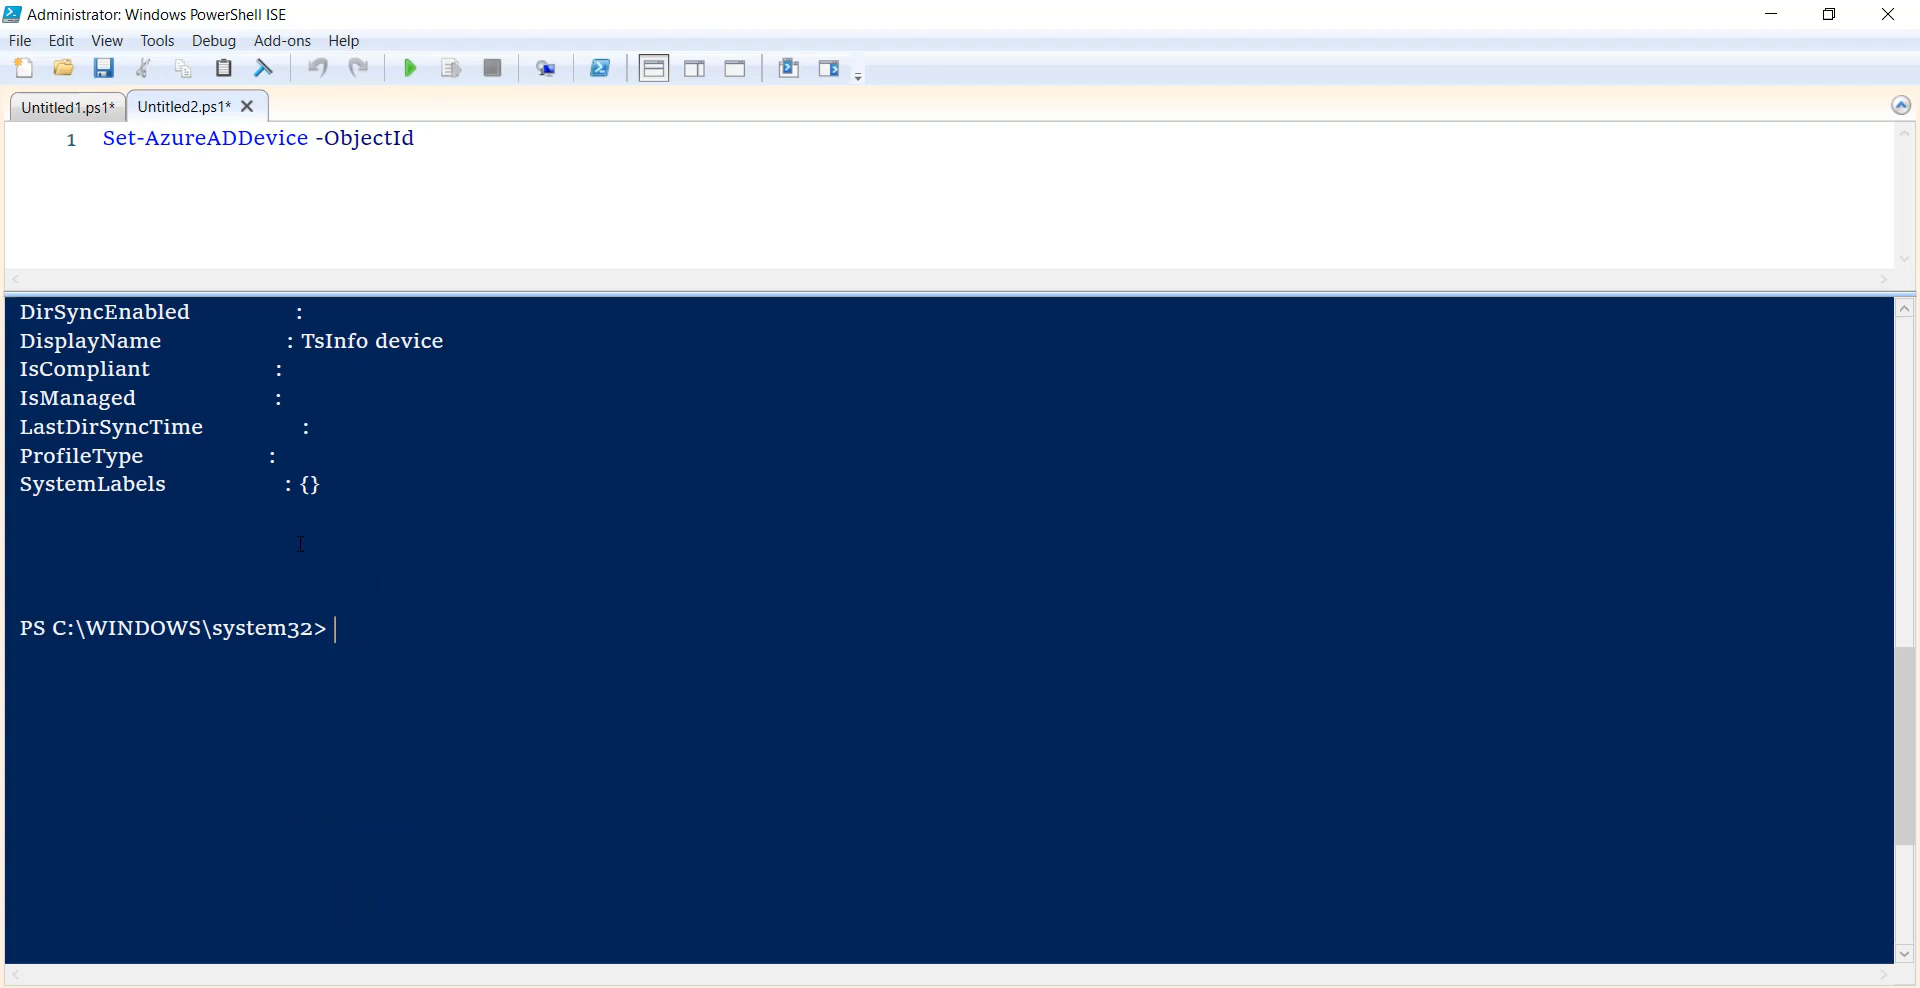 Administrator: Windows PowerShell ISE
File Edit View Tools Debug Add-ons Help
Untitled1.ps1* Untitled2.ps1*
1 Set-AzureADDevice -ObjectId
DirSyncEnabled :
DisplayName : TsInfo device
IsCompliant :
IsManaged :
LastDirSyncTime :
ProfileType :
SystemLabels : {}
PS C:\WINDOWS\system32>